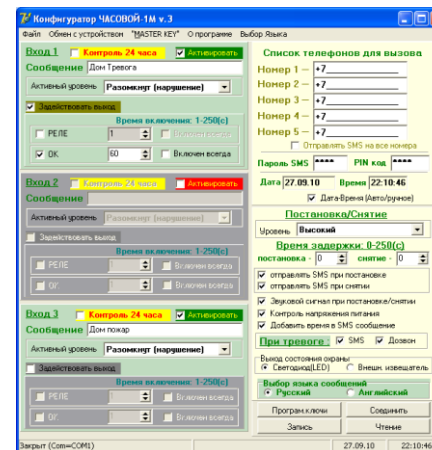 Конфигуратор ЧАСОВОЙ-1М v. 3
Файл Обмен с устройством "MASTER KEY" О программе Выбор Языка
Вход 1 Контроль 24 часа Активировать
Сообщение Дом Тревога
Активный уровень Разомкнут (нарушение)
Задействовать выход
Время включения: 1-250(с)
РЕЛЕ 1 Включен всегда
ОК 60 Включен всегда
Вход 2 Контроль 24 часа Активировать
Сообщение
Активный уровень Разомкнут (нарушение)
Задействовать выход
Время включения: 1-250(с)
РЕЛЕ 1 Включен всегда
ОК 1 Включен всегда
Вход 3 Контроль 24 часа Активировать
Сообщение Дом пожар
Активный уровень Разомкнут (нарушение)
Задействовать выход
Время включения: 1-250(с)
РЕЛЕ 1 Включен всегда
ОК 1 Включен всегда
Список телефонов для вызова
Номер 1 – +7
Номер 2 – +7
Номер 3 – +7
Номер 4 – +7
Номер 5 – +7
Отправлять SMS на все номера
Пароль SMS **** PIN код ****
Дата 27.09.10 Время 22:10:46
Дата-Время (Авто/ручное)
Постановка/Снятие
Уровень Высокий
Время задержки: 0-250(с)
постановка - 0 снятие - 0
отправлять SMS при постановке
отправлять SMS при снятии
Звуковой сигнал при постановке/снятии
Контроль напряжения питания
Добавить время в SMS сообщение
При тревоге : SMS Дозвон
Выход состояния охраны
Светодиод(LED) Внешн. извещатель
Выбор языка сообщений
Русский Английский
Програм.ключи Соединить
Запись Чтение
Закрыт (Com=COM1) 27.09.10 22:10:46